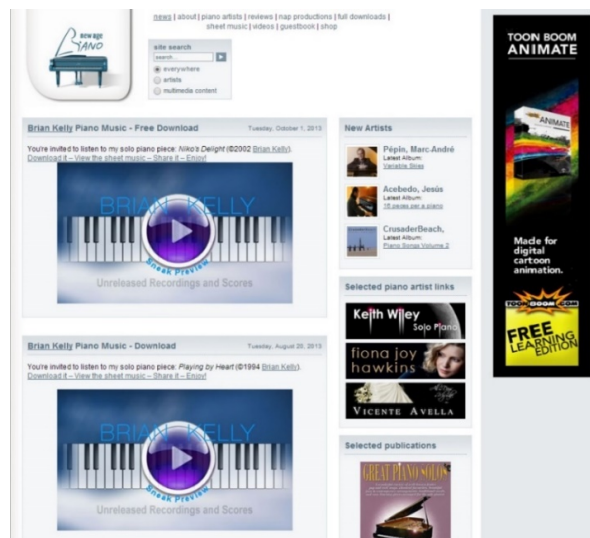 news | about | piano artists | reviews | nap productions | full downloads |
sheet music | videos | guestbook | shop
new age
PIANO
site search
search...
everywhere
artists
multimedia content
Brian Kelly Piano Music - Free Download
Tuesday, October 1, 2013
You're invited to listen to my solo piano piece: Niko's Delight (©2002 Brian Kelly).
Download it – View the sheet music – Share it – Enjoy!
BRIAN KELLY
Sneak Preview
Unreleased Recordings and Scores
Brian Kelly Piano Music - Download
Tuesday, August 20, 2013
You're invited to listen to my solo piano piece: Playing by Heart (©1994 Brian Kelly).
Download it – View the sheet music – Share it – Enjoy!
BRIAN KELLY
Sneak Preview
Unreleased Recordings and Scores
New Artists
Pépin, Marc-André
Latest Album:
Variable Skies
Acebedo, Jesús
Latest Album:
16 peces per a piano
CrusaderBeach,
Latest Album:
Piano Songs Volume 2
Selected piano artist links
Keith Wiley
Solo Piano
fiona joy
hawkins
VICENTE AVELLA
Selected publications
GREAT PIANO SOLOS
TOON BOOM
ANIMATE
ANIMATE
Made for
digital
cartoon
animation.
TOON BOOM.COM
FREE
LEARNING
EDITION